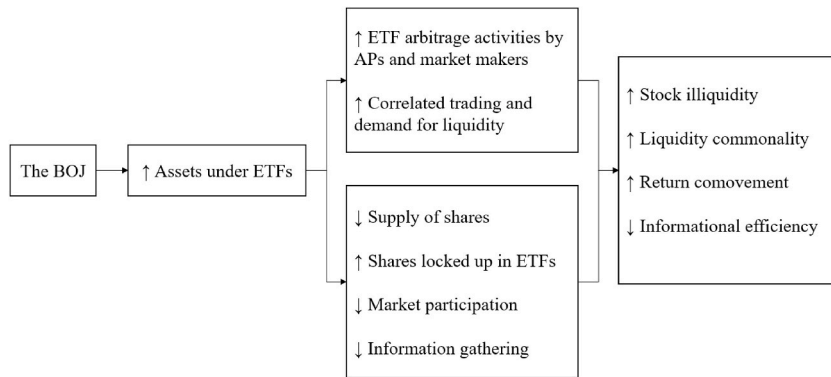 The BOJ
↑ Assets under ETFs
↑ ETF arbitrage activities by
APs and market makers
↑ Correlated trading and
demand for liquidity
↓ Supply of shares
↑ Shares locked up in ETFs
↓ Market participation
↓ Information gathering
↑ Stock illiquidity
↑ Liquidity commonality
↑ Return comovement
↓ Informational efficiency